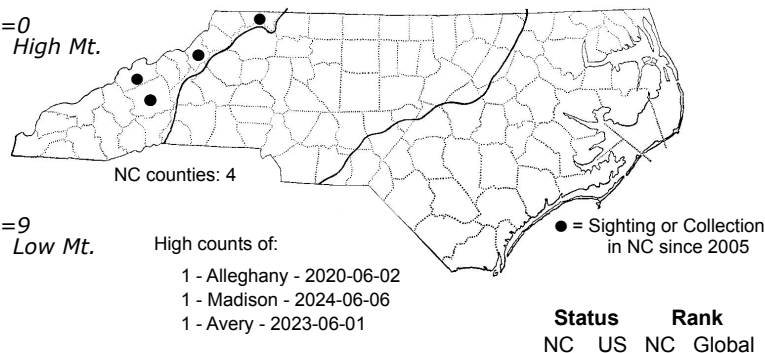 =0
High Mt.
NC counties: 4
=9
Low Mt.
High counts of:
1 - Alleghany - 2020-06-02
1 - Madison - 2024-06-06
1 - Avery - 2023-06-01
● = Sighting or Collection
in NC since 2005
Status Rank
NC US NC Global